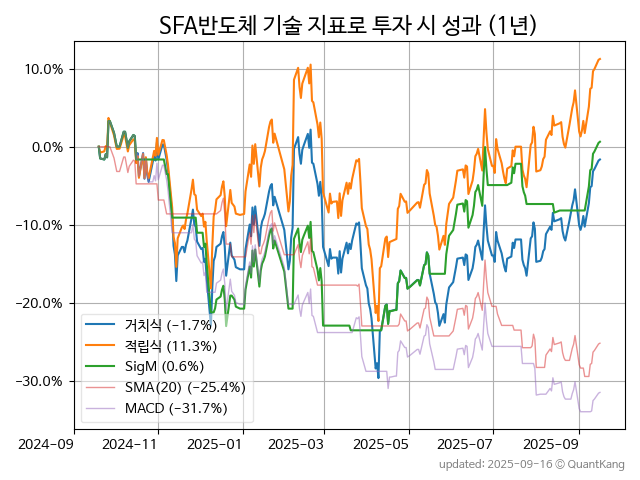 SFA반도체 기술 지표로 투자 시 성과 (1년)
10.0%
0.0%
−10.0%
−20.0%
−30.0%
거치식 (−1.7%)
적립식 (11.3%)
SigM (0.6%)
SMA(20) (−25.4%)
MACD (−31.7%)
2024-09 2024-11 2025-01 2025-03 2025-05 2025-07 2025-09
updated: 2025-09-16 © QuantKang